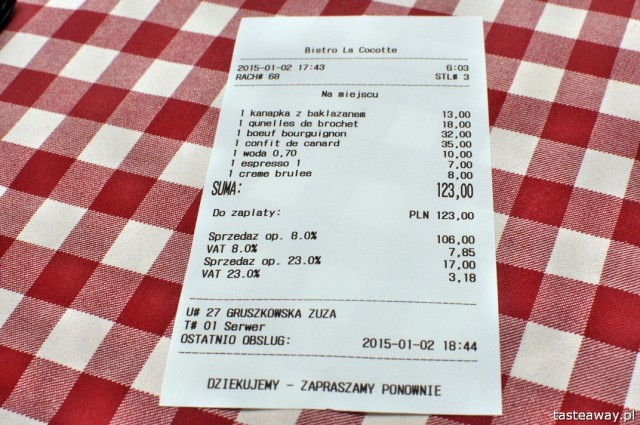 Bistro La Cocotte
2015-01-02 17:43 G:03
RACH# 68 STL# 3
Na miejscu
1 kanapka z baklazanem 13,00
1 qunelles de brochet 18,00
1 boeuf bourguignon 32,00
1 confit de canard 35,00
1 woda 0,70 10,00
1 espresso 1 7,00
1 creme brulee 8,00
SUMA: 123,00
Do zaplaty: PLN 123,00
Sprzedaz op. 8.0% 106,00
VAT 8.0% 7,85
Sprzedaz op. 23.0% 17,00
VAT 23.0% 3,18
U# 27 GRUSZKOWSKA ZUZA
T# 01 Serwer
OSTATNIO OBSLUG: 2015-01-02 18:44
DZIEKUJEMY - ZAPRASZAMY PONOWNIE
tasteaway.pl